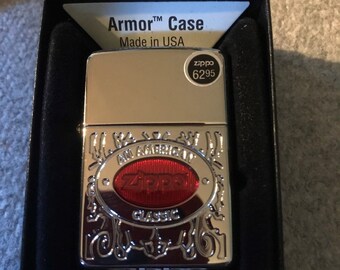 Armor™ Case
Made in USA
zippo
62⁹⁵
AN AMERICAN
Zippo
CLASSIC